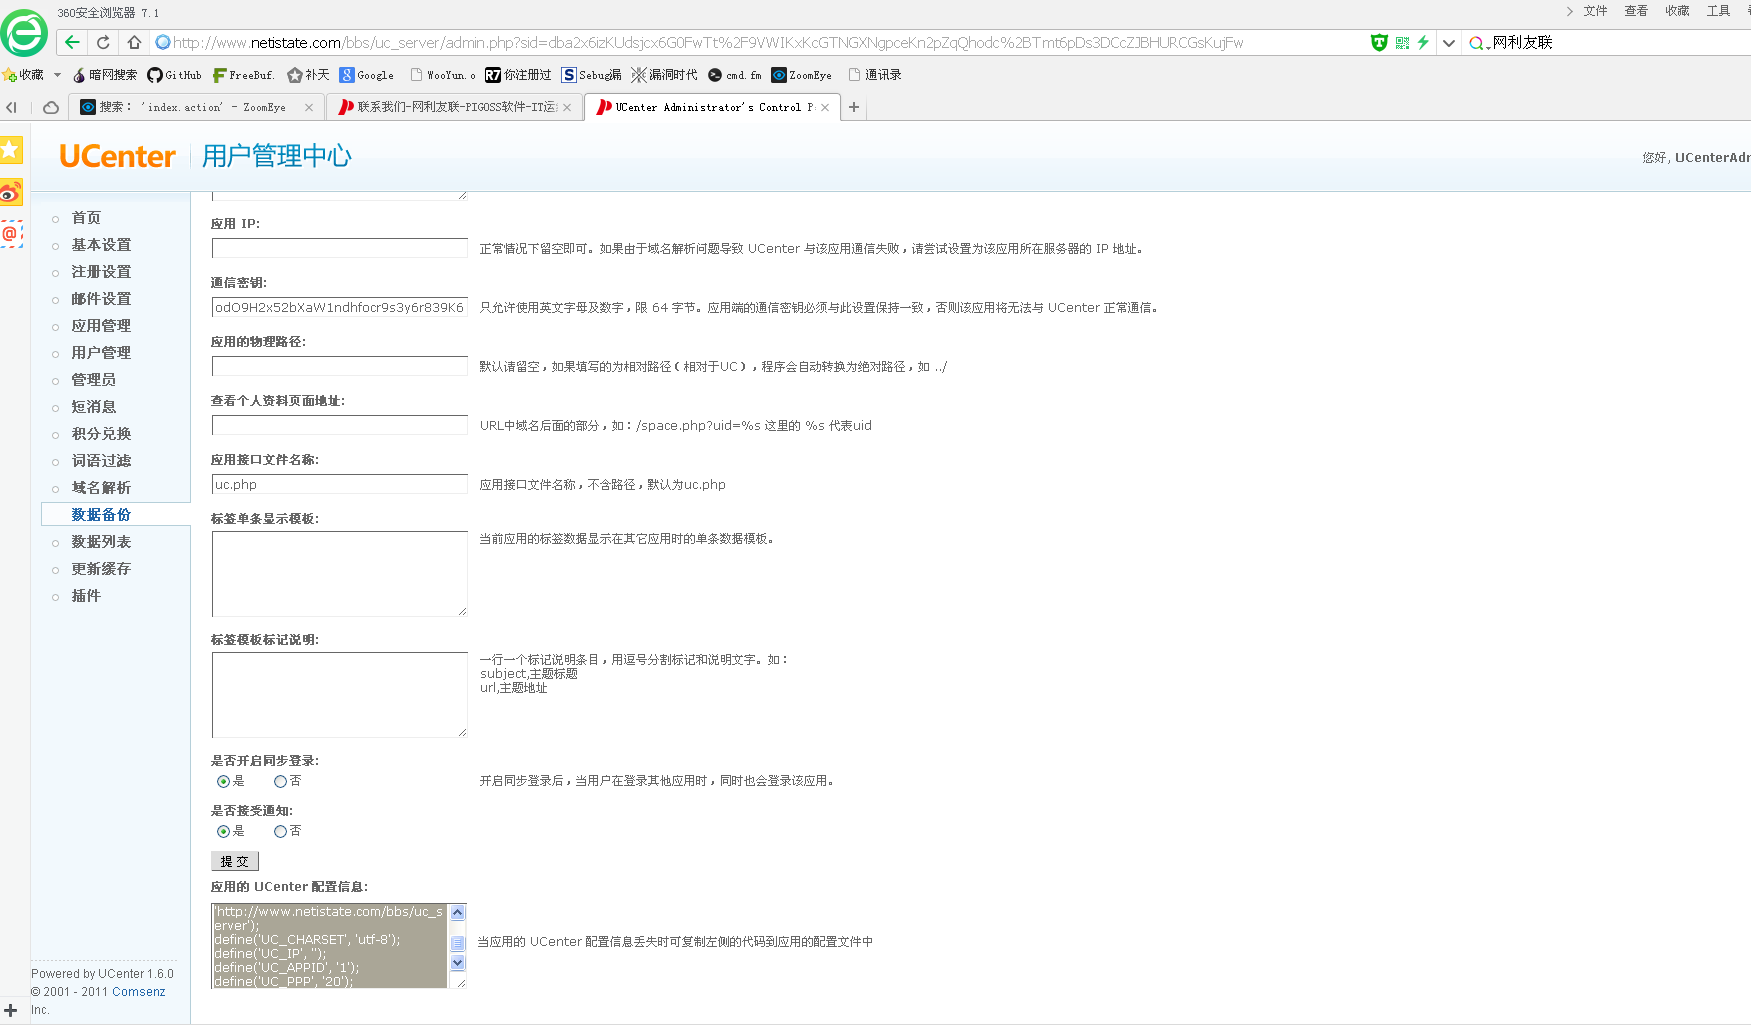 360安全浏览器 7.1
文件 查看 收藏 工具
http://www.netistate.com/bbs/uc_server/admin.php?sid=dba2x6izKUdsjcx6G0FwTt%2F9VWIKxKcGTNGXNgpceKn2pZqQhodc%2BTmt6pDs3DCcZJBHURCGsKujFw
网利友联
收藏 暗网搜索 GitHub FreeBuf. 补天 Google WooYun.o 你注册过 Sebug漏 漏洞时代 cmd.fm ZoomEye 通讯录
搜索: 'index.action' - ZoomEye
联系我们-网利友联-PIGOSS软件-IT运
UCenter Administrator's Control P
UCenter 用户管理中心
您好, UCenterAdm
首页
基本设置
注册设置
邮件设置
应用管理
用户管理
管理员
短消息
积分兑换
词语过滤
域名解析
数据备份
数据列表
更新缓存
插件
Powered by UCenter 1.6.0
© 2001 - 2011 Comsenz
Inc.
应用 IP:
正常情况下留空即可。如果由于域名解析问题导致 UCenter 与该应用通信失败，请尝试设置为该应用所在服务器的 IP 地址。
通信密钥:
odO9H2x52bXaW1ndhfocr9s3y6r839K6 只允许使用英文字母及数字，限 64 字节。应用端的通信密钥必须与此设置保持一致，否则该应用将无法与 UCenter 正常通信。
应用的物理路径:
默认请留空，如果填写的为相对路径（相对于UC），程序会自动转换为绝对路径，如 ../
查看个人资料页面地址:
URL中域名后面的部分，如：/space.php?uid=%s 这里的 %s 代表uid
应用接口文件名称:
uc.php 应用接口文件名称，不含路径，默认为uc.php
标签单条显示模板:
当前应用的标签数据显示在其它应用时的单条数据模板。
标签模板标记说明:
一行一个标记说明条目，用逗号分割标记和说明文字。如：
subject,主题标题
url,主题地址
是否开启同步登录:
是 否 开启同步登录后，当用户在登录其他应用时，同时也会登录该应用。
是否接受通知:
是 否
提 交
应用的 UCenter 配置信息:
'http://www.netistate.com/bbs/uc_s
erver');
define('UC_CHARSET', 'utf-8');
define('UC_IP', '');
define('UC_APPID', '1');
define('UC_PPP', '20');
当应用的 UCenter 配置信息丢失时可复制左侧的代码到应用的配置文件中